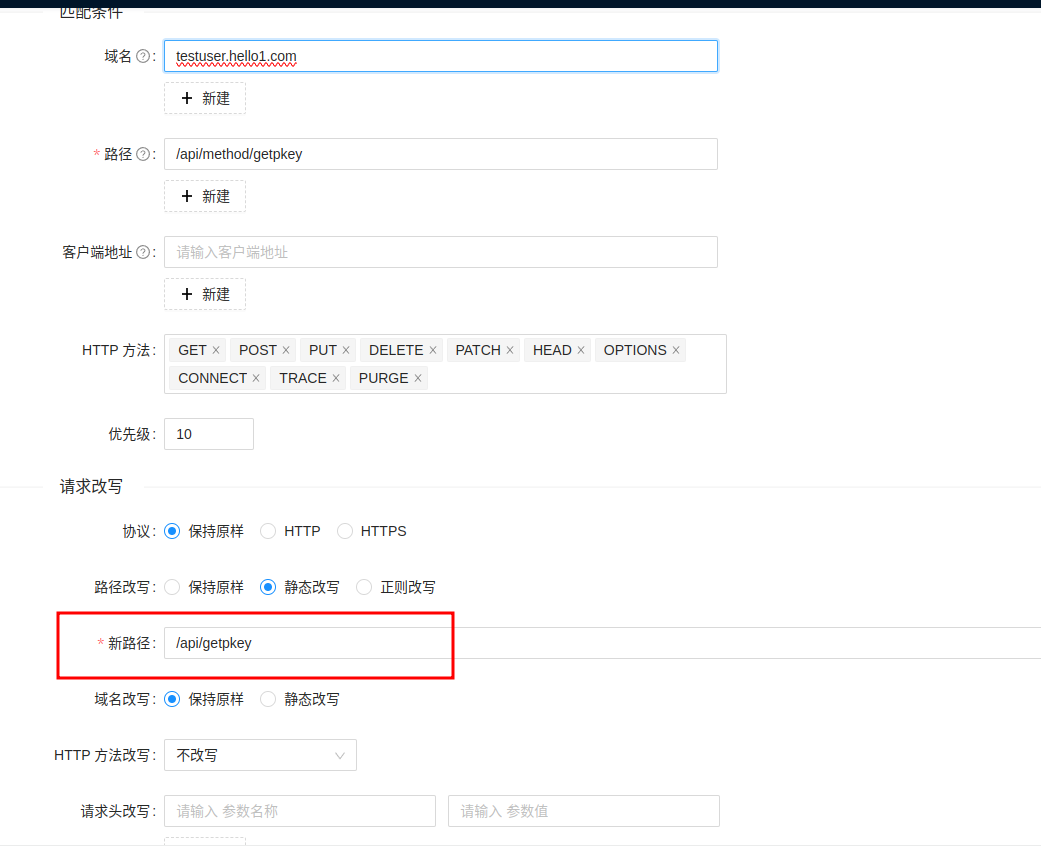 匹配条件
域名 ? : testuser.hello1.com
+ 新建
* 路径 ? : /api/method/getpkey
+ 新建
客户端地址 ? : 请输入客户端地址
+ 新建
HTTP 方法 : GET × POST × PUT × DELETE × PATCH × HEAD × OPTIONS ×
CONNECT × TRACE × PURGE ×
优先级 : 10
请求改写
协议 : 保持原样 HTTP HTTPS
路径改写 : 保持原样 静态改写 正则改写
* 新路径 : /api/getpkey
域名改写 : 保持原样 静态改写
HTTP 方法改写 : 不改写
请求头改写 : 请输入 参数名称 请输入 参数值